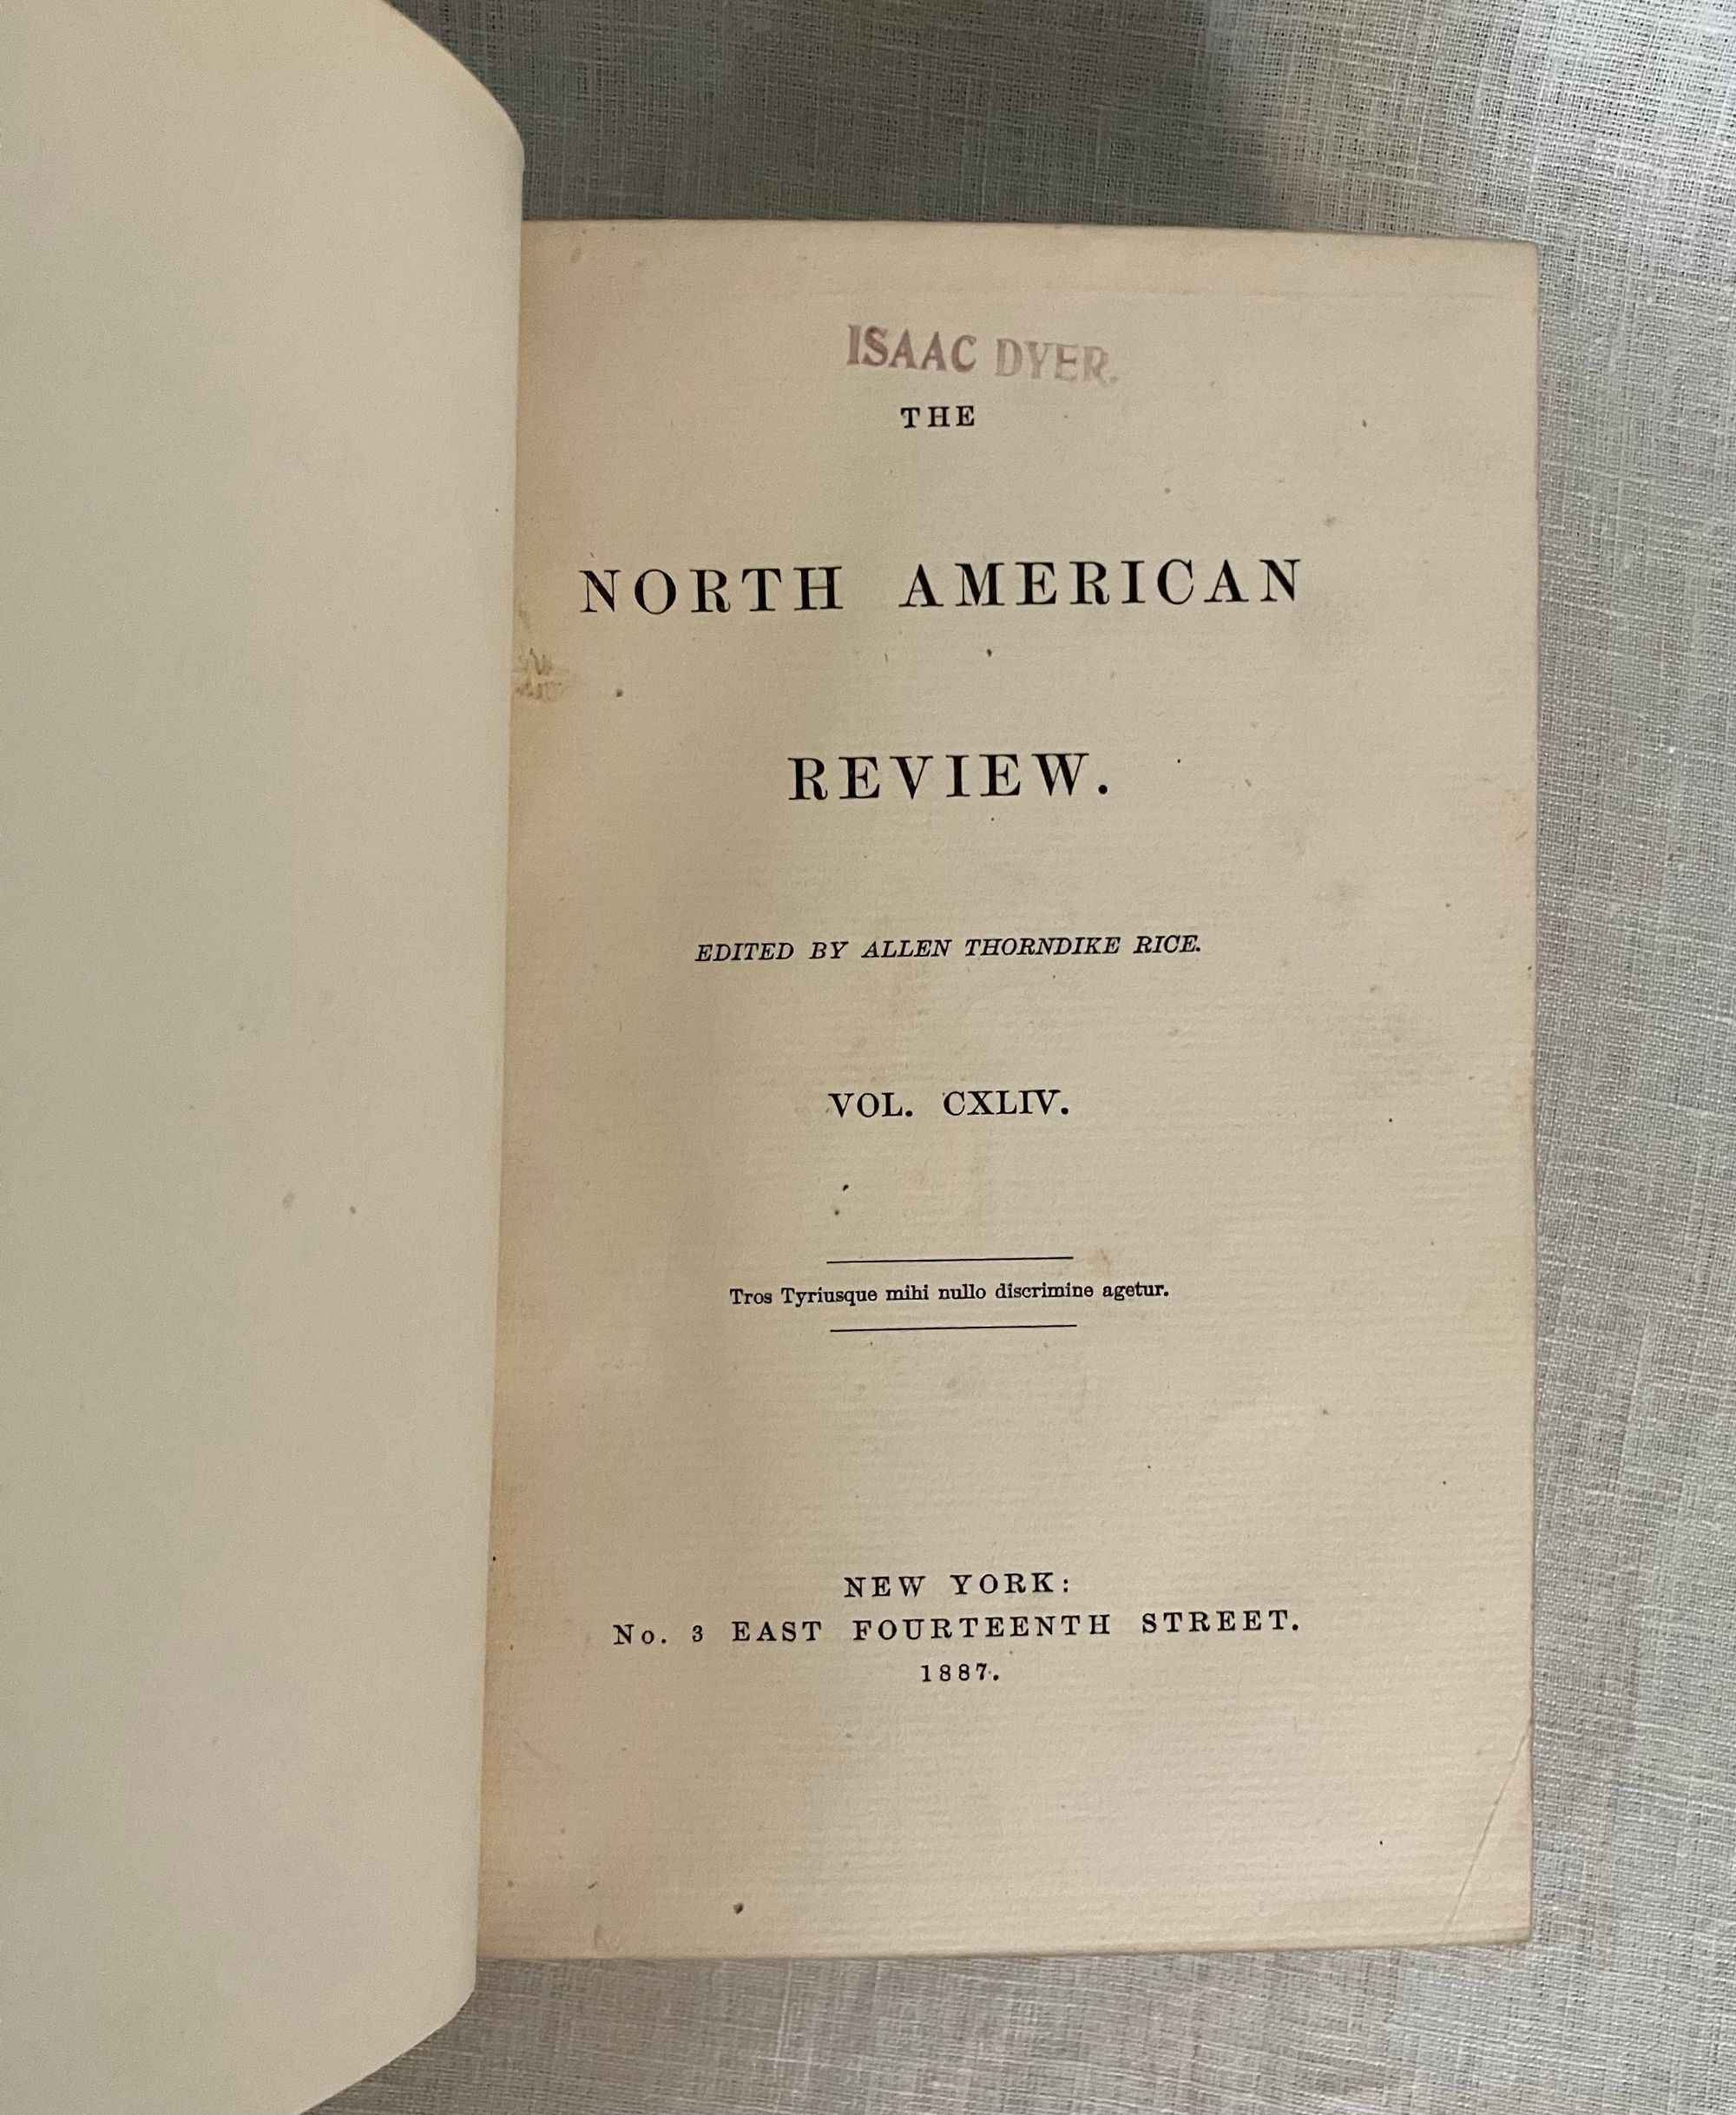 ISAAC DYER.
THE
NORTH AMERICAN
REVIEW.
EDITED BY ALLEN THORNDIKE RICE.
VOL. CXLIV.
Tros Tyriusque mihi nullo discrimine agetur.
NEW YORK:
No. 3 EAST FOURTEENTH STREET.
1887.